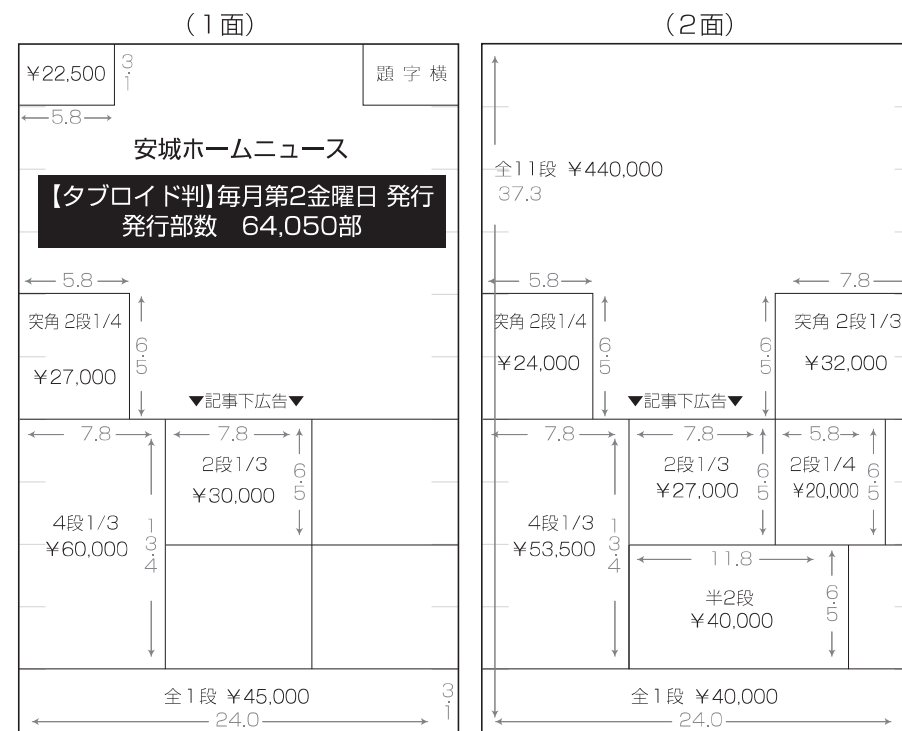 (1面)
¥22,500
3.1
題字横
5.8
安城ホームニュース
【タブロイド判】毎月第2金曜日 発行
発行部数　64,050部
5.8
突角 2段1/4
¥27,000
6.5
▼記事下広告▼
7.8
7.8
2段1/3
¥30,000
6.5
4段1/3
¥60,000
13.4
全1段 ¥45,000
3.1
24.0
(2面)
全11段 ¥440,000
37.3
5.8
突角 2段1/4
¥24,000
6.5
7.8
突角 2段1/3
¥32,000
6.5
▼記事下広告▼
7.8
7.8
5.8
2段1/3
¥27,000
6.5
2段1/4
¥20,000
6.5
4段1/3
¥53,500
13.4
11.8
半2段
¥40,000
6.5
全1段 ¥40,000
24.0